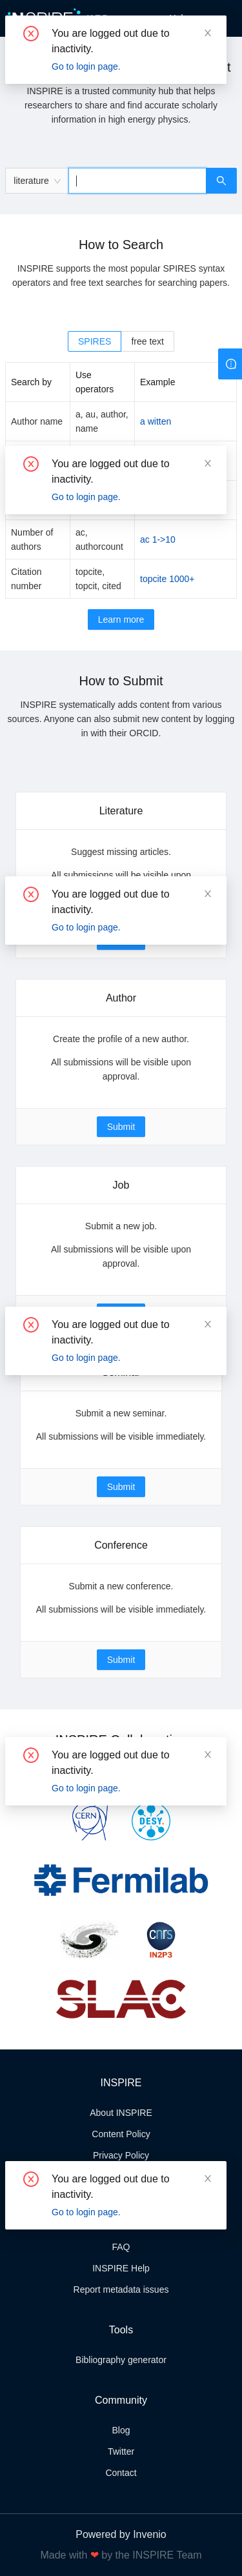 You are logged out due to
inactivity.
Go to login page.
INSPIRE is a trusted community hub that helps
researchers to share and find accurate scholarly
information in high energy physics.
literature
How to Search
INSPIRE supports the most popular SPIRES syntax
operators and free text searches for searching papers.
SPIRES free text
Search by Use operators Example
Author name a, au, author, name a witten
You are logged out due to
inactivity.
Go to login page.
Number of authors ac, authorcount ac 1->10
Citation number topcite, topcit, cited topcite 1000+
Learn more
How to Submit
INSPIRE systematically adds content from various
sources. Anyone can also submit new content by logging
in with their ORCID.
Literature
Suggest missing articles.
All submissions will be visible upon
You are logged out due to
inactivity.
Go to login page.
Author
Create the profile of a new author.
All submissions will be visible upon
approval.
Submit
Job
Submit a new job.
All submissions will be visible upon
approval.
You are logged out due to
inactivity.
Go to login page.
Submit a new seminar.
All submissions will be visible immediately.
Submit
Conference
Submit a new conference.
All submissions will be visible immediately.
Submit
You are logged out due to
inactivity.
Go to login page.
CERN DESY.
Fermilab
cnrs
IN2P3
SLAC
INSPIRE
About INSPIRE
Content Policy
Privacy Policy
You are logged out due to
inactivity.
Go to login page.
FAQ
INSPIRE Help
Report metadata issues
Tools
Bibliography generator
Community
Blog
Twitter
Contact
Powered by Invenio
Made with ❤ by the INSPIRE Team